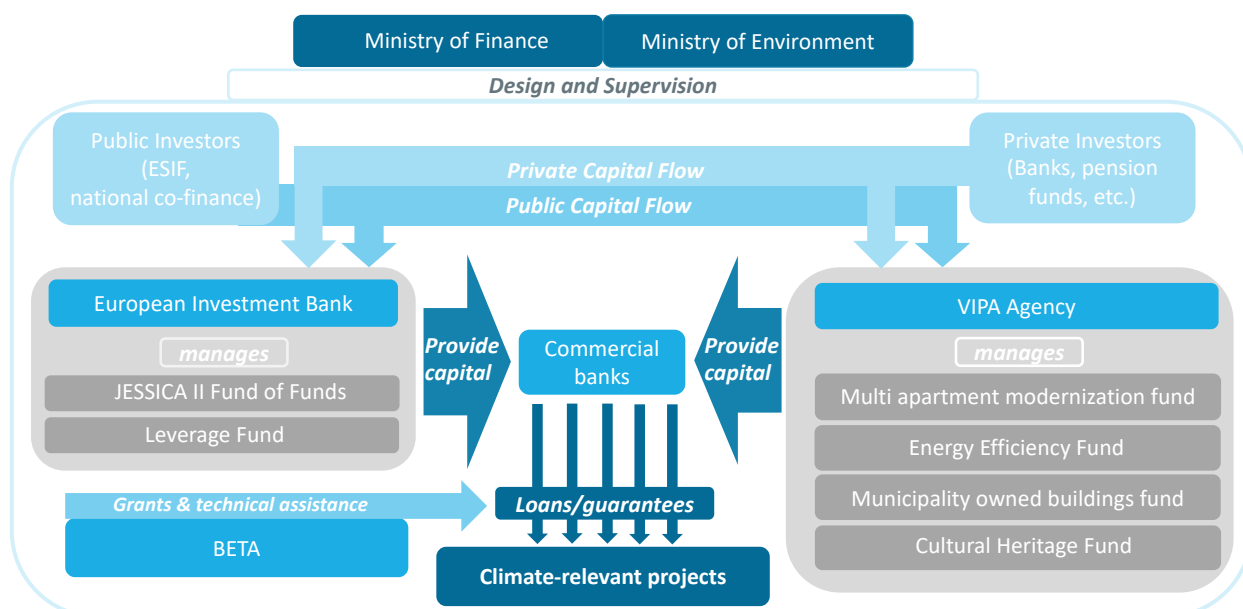 Ministry of Finance
Ministry of Environment
Design and Supervision
Public Investors
(ESIF,
national co-finance)
Private Investors
(Banks, pension
funds, etc.)
Private Capital Flow
Public Capital Flow
European Investment Bank
manages
JESSICA II Fund of Funds
Leverage Fund
Provide
capital
Commercial
banks
Provide
capital
VIPA Agency
manages
Multi apartment modernization fund
Energy Efficiency Fund
Municipality owned buildings fund
Cultural Heritage Fund
Grants & technical assistance
BETA
Loans/guarantees
Climate-relevant projects